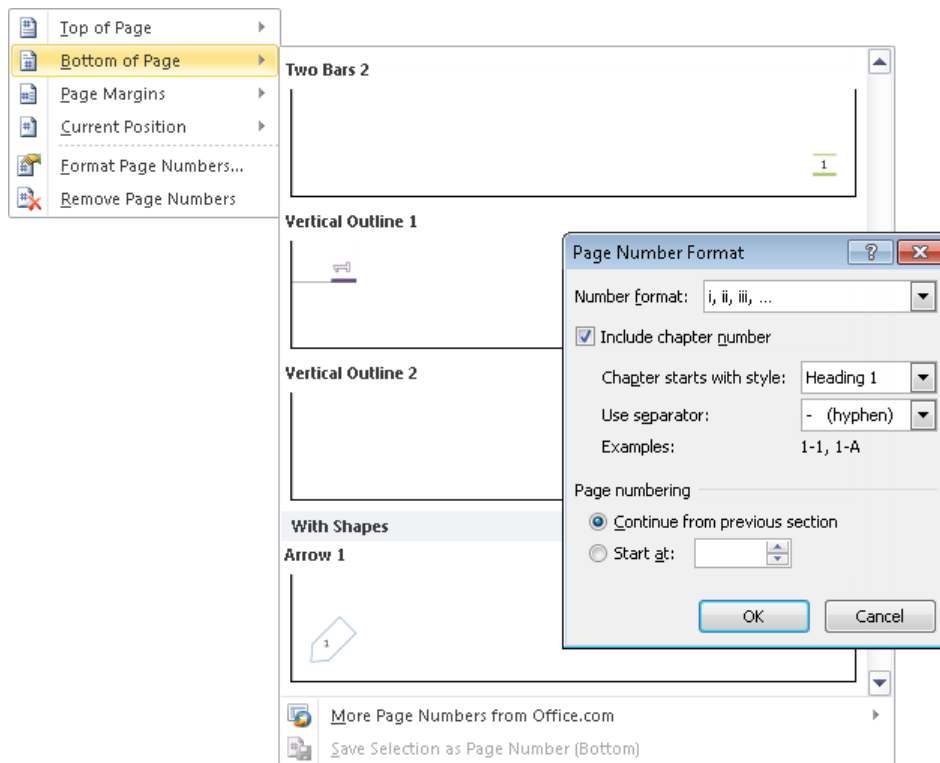 Top of Page
Bottom of Page
Page Margins
Current Position
Format Page Numbers...
Remove Page Numbers
Two Bars 2
1
Vertical Outline 1
1
Vertical Outline 2
With Shapes
Arrow 1
1
More Page Numbers from Office.com
Save Selection as Page Number (Bottom)
Page Number Format
Number format: i, ii, iii, ...
Include chapter number
Chapter starts with style: Heading 1
Use separator: - (hyphen)
Examples: 1-1, 1-A
Page numbering
Continue from previous section
Start at:
OK Cancel